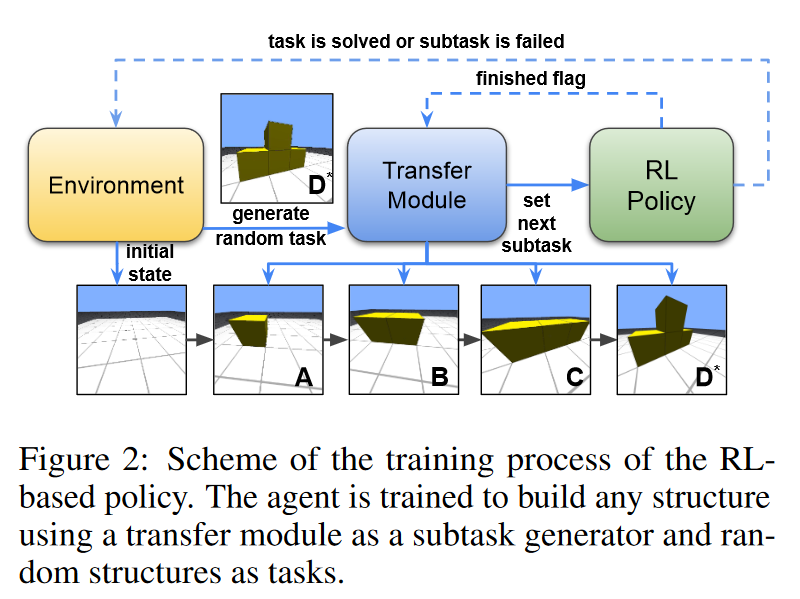 task is solved or subtask is failed
finished flag
Environment
D*
Transfer
Module
RL
Policy
generate
random task
set
next
subtask
initial
state
A
B
C
D*
Figure 2: Scheme of the training process of the RL-
based policy. The agent is trained to build any structure
using a transfer module as a subtask generator and ran-
dom structures as tasks.